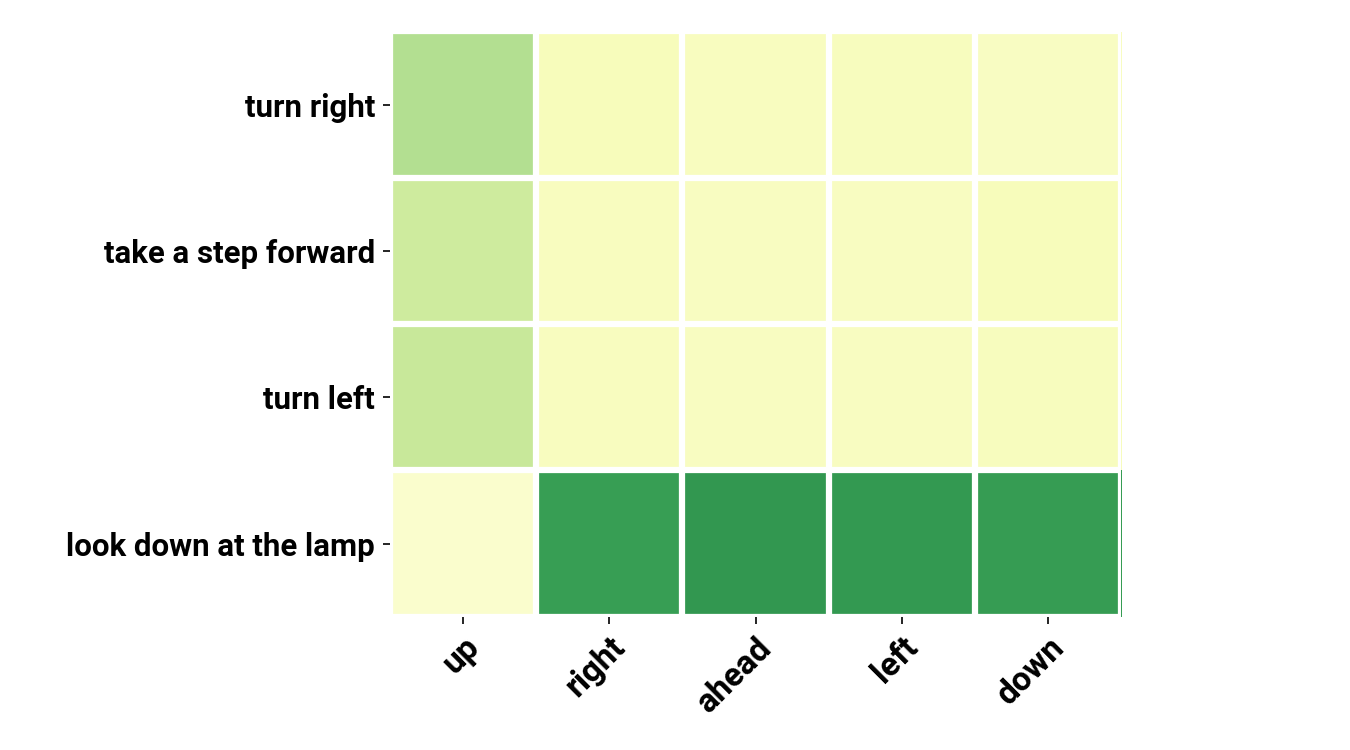 turn right
take a step forward
turn left
look down at the lamp
up
right
ahead
left
down